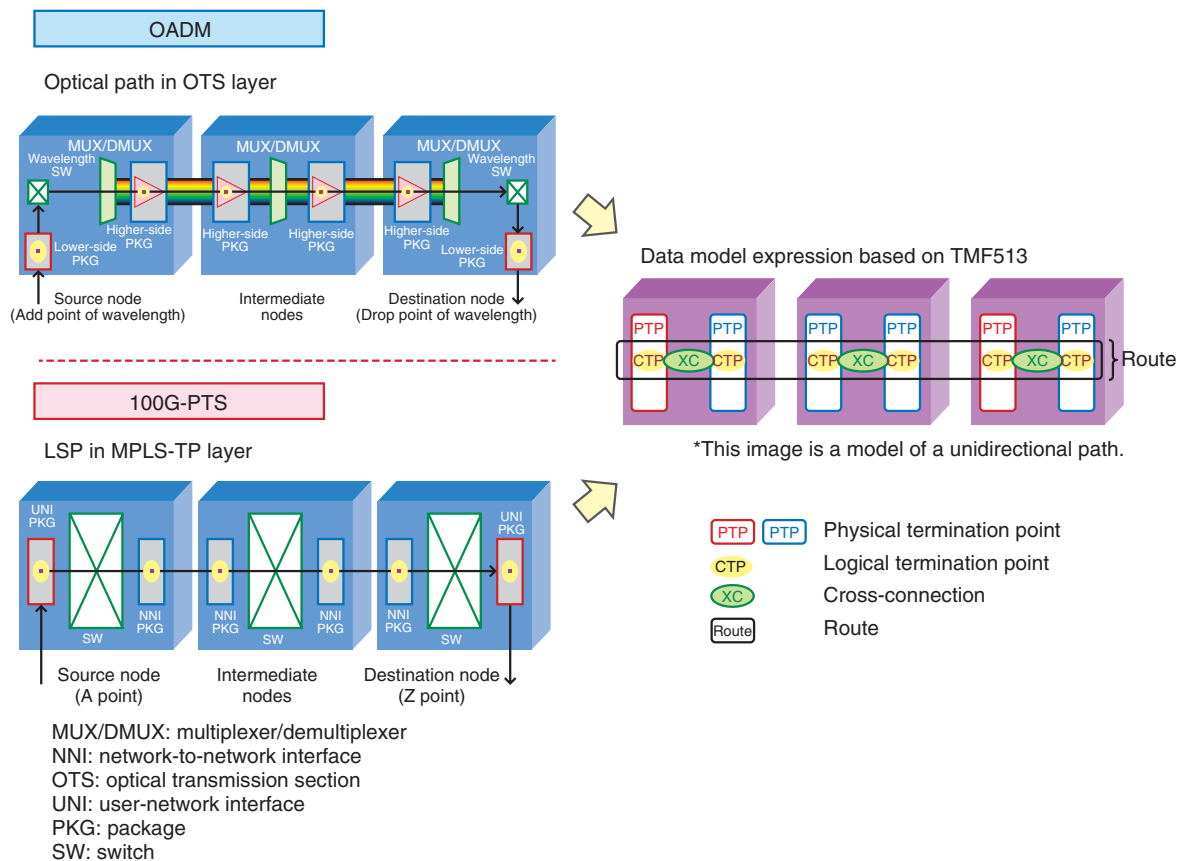 OADM
Optical path in OTS layer
MUX/DMUX
Wavelength
SW
Higher-side
PKG
Lower-side
PKG
Source node
(Add point of wavelength)
MUX/DMUX
Higher-side
PKG
Higher-side
PKG
Intermediate
nodes
MUX/DMUX
Wavelength
SW
Higher-side
PKG
Lower-side
PKG
Destination node
(Drop point of wavelength)
100G-PTS
LSP in MPLS-TP layer
UNI
PKG
SW
NNI
PKG
Source node
(A point)
NNI
PKG
SW
NNI
PKG
Intermediate
nodes
NNI
PKG
SW
UNI
PKG
Destination node
(Z point)
MUX/DMUX: multiplexer/demultiplexer
NNI: network-to-network interface
OTS: optical transmission section
UNI: user-network interface
PKG: package
SW: switch
Data model expression based on TMF513
PTP PTP PTP PTP PTP PTP
CTP XC CTP CTP XC CTP CTP XC CTP Route
*This image is a model of a unidirectional path.
PTP PTP Physical termination point
CTP Logical termination point
XC Cross-connection
Route Route